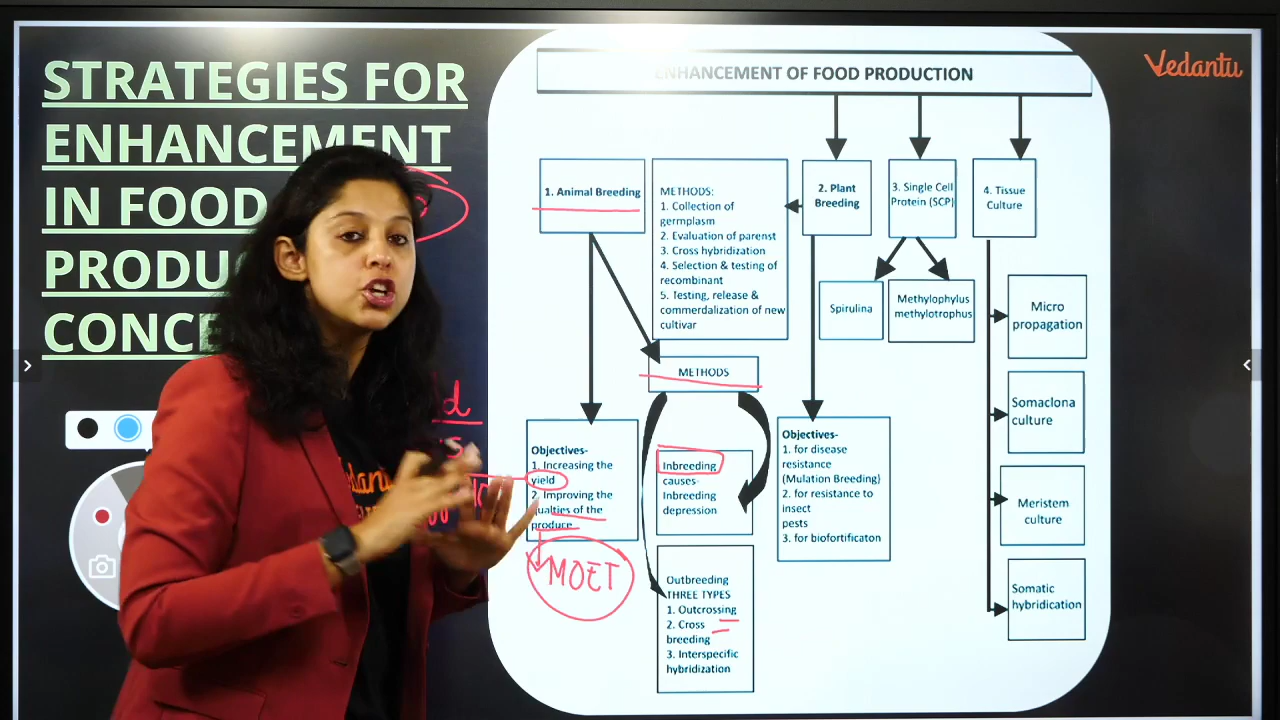 STRATEGIES FOR
ENHANCEMENT
IN FOOD
CONCE
Vedantu
ENHANCEMENT OF FOOD PRODUCTION
1. Animal Breeding
METHODS:
1. Collection of
germplasm
2. Evaluation of parenst
3. Cross hybridization
4. Selection & testing of
recombinant
5. Testing, release &
commerdalization of new
cultivar
2. Plant
Breeding
3. Single Cell
Protein (SCP)
4. Tissue
Culture
Spirulina
Methylophylus
methylotrophus
Micro
propagation
Somaclona
culture
Meristem
culture
Somatic
hybridication
METHODS
Objectives-
1. Increasing the
yield
2. Improving the
qualties of the
produce
MOET
Inbreeding
causes-
Inbreeding
depression
Outbreeding
THREE TYPES
1. Outcrossing
2. Cross
breeding
3. Interspecific
hybridization
Objectives-
1. for disease
resistance
(Mulation Breeding)
2. for resistance to
insect
pests
3. for biofortificaton